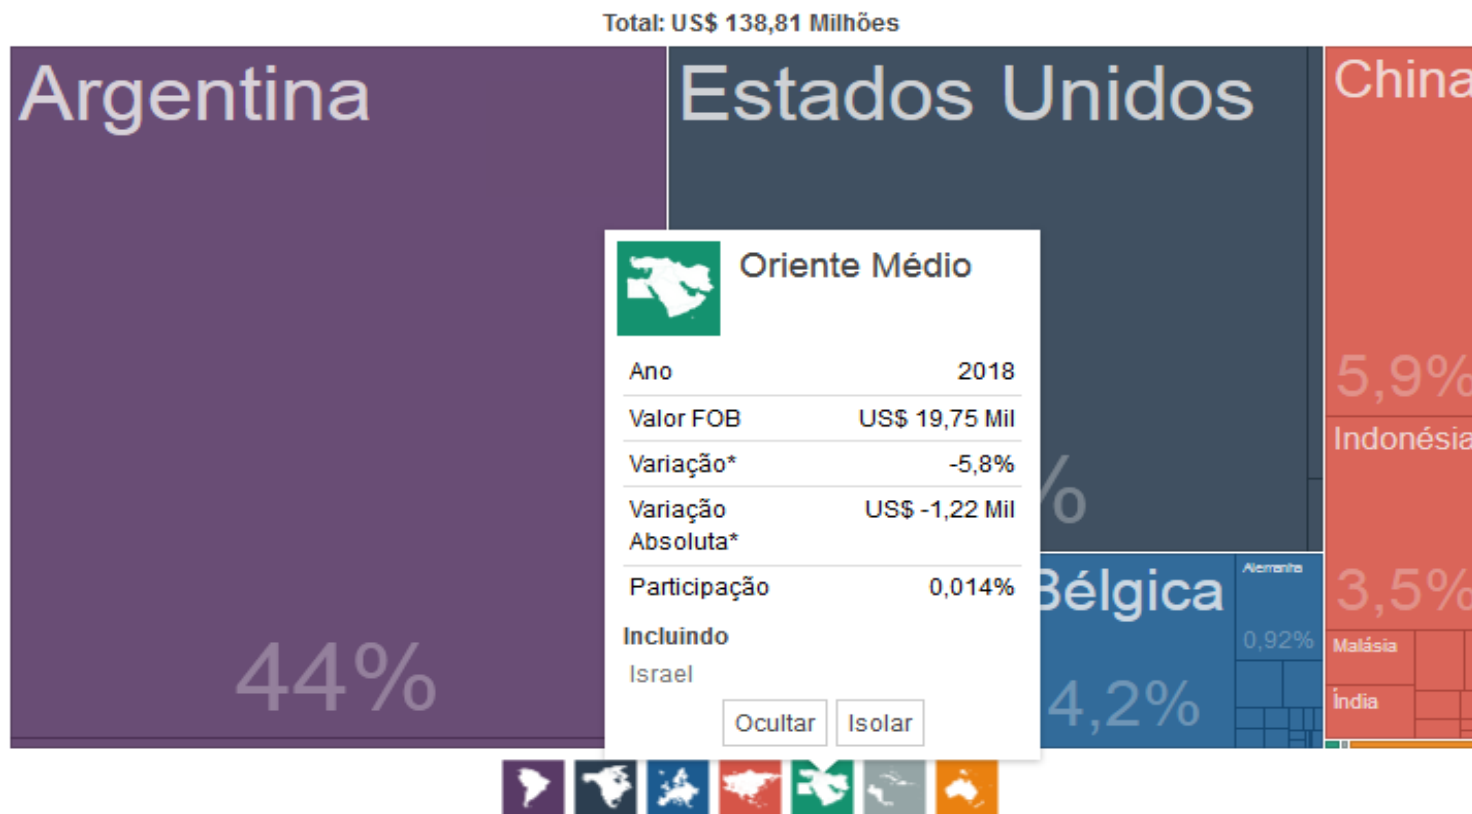 Total: US$ 138,81 Milhões
Argentina
44%
Estados Unidos
%
China
5,9%
Indonésia
3,5%
Malásia
Índia
Bélgica
4,2%
Alemanha
0,92%
Oriente Médio
Ano 2018
Valor FOB US$ 19,75 Mil
Variação* -5,8%
Variação US$ -1,22 Mil
Absoluta*
Participação 0,014%
Incluindo
Israel
Ocultar Isolar